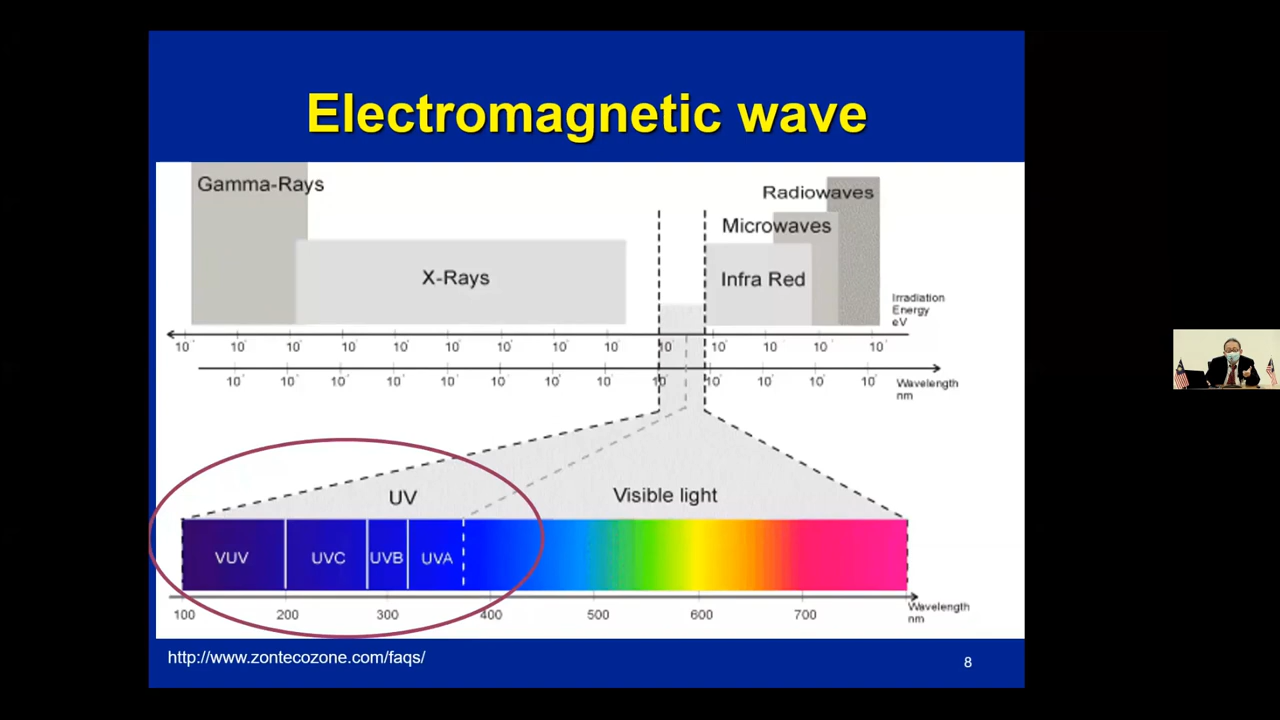 Electromagnetic wave
Gamma-Rays
Radiowaves
Microwaves
X-Rays
Infra Red
Irradiation
Energy
eV
10 10 10 10 10 10 10 10 10 10 10 10 10 10
10 10 10 10 10 10 10 10 10 10 10 10 10
Wavelength
nm
UV
Visible light
VUV UVC UVB UVA
100 200 300 400 500 600 700
Wavelength
nm
http://www.zontecozone.com/faqs/
8